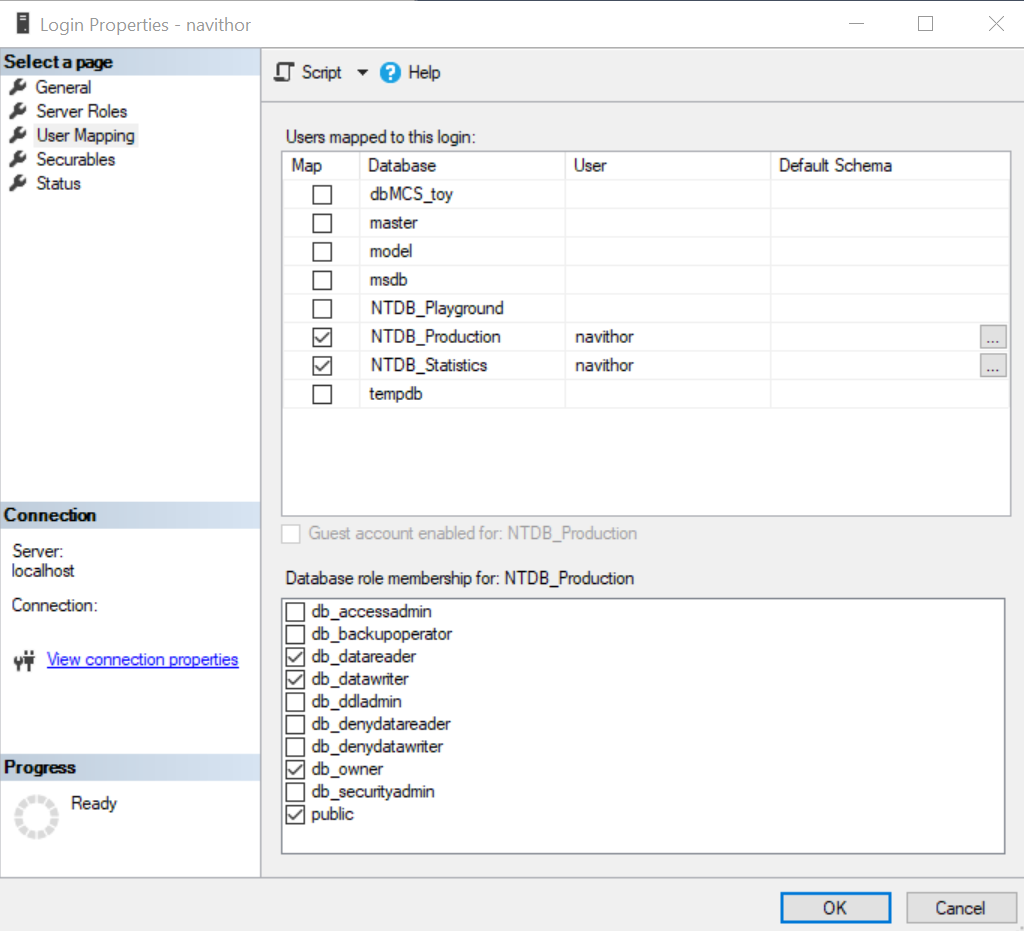 Login Properties - navithor
Select a page
General
Server Roles
User Mapping
Securables
Status
Connection
Server:
localhost
Connection:
View connection properties
Progress
Ready
Script
Help
Users mapped to this login:
Map Database User Default Schema
dbMCS_toy
master
model
msdb
NTDB_Playground
NTDB_Production navithor ...
NTDB_Statistics navithor ...
tempdb
Guest account enabled for: NTDB_Production
Database role membership for: NTDB_Production
db_accessadmin
db_backupoperator
db_datareader
db_datawriter
db_ddladmin
db_denydatareader
db_denydatawriter
db_owner
db_securityadmin
public
OK Cancel